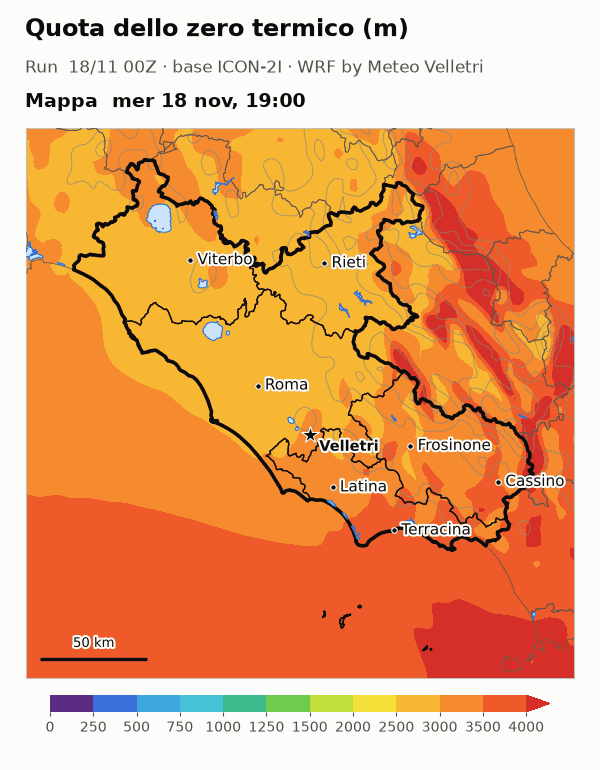 Quota dello zero termico (m)
Run 18/11 00Z · base ICON-2I · WRF by Meteo Velletri
Mappa mer 18 nov, 19:00
Viterbo
Rieti
Roma
Velletri
Frosinone
Latina
Cassino
Terracina
50 km
0 250 500 750 1000 1250 1500 2000 2500 3000 3500 4000